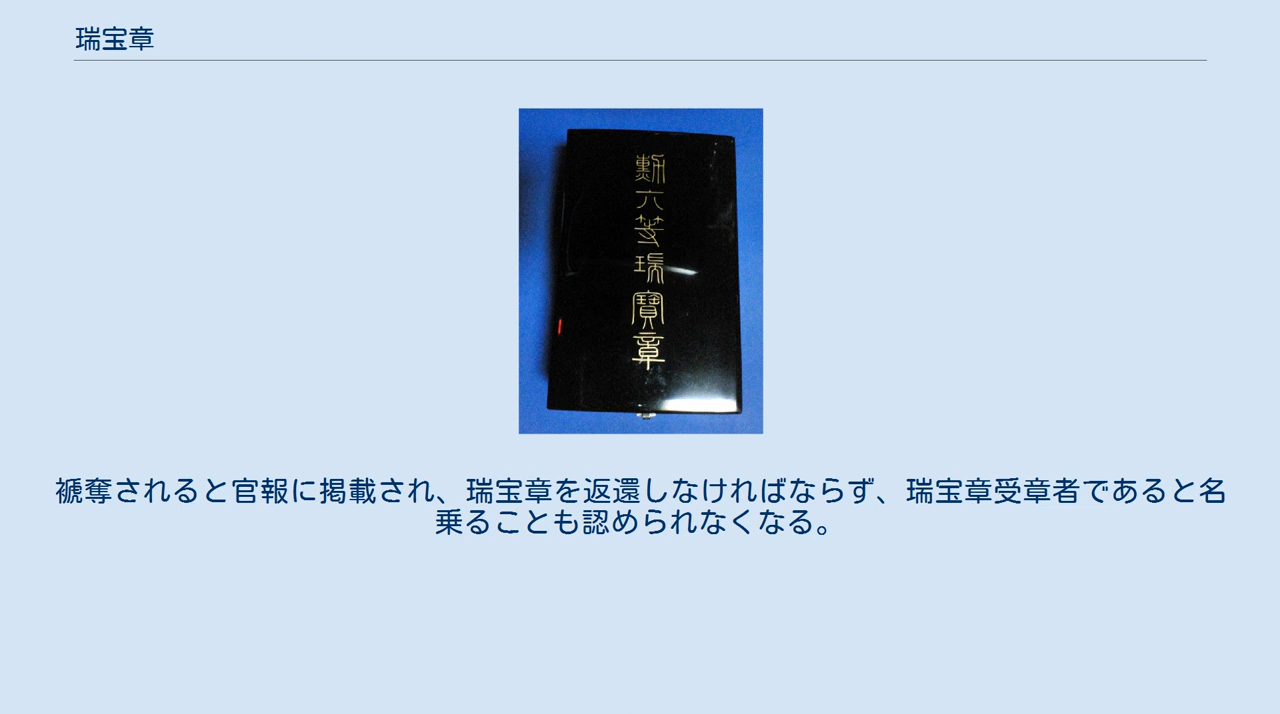 瑞宝章
勲六等瑞寶章
褫奪されると官報に掲載され、瑞宝章を返還しなければならず、瑞宝章受章者であると名
乗ることも認められなくなる。